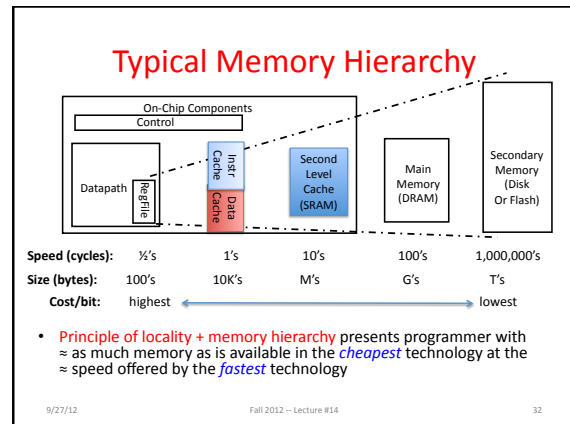 Typical Memory Hierarchy
On-Chip Components
Control
Datapath
RegFile
Instr
Cache
Data
Cache
Second
Level
Cache
(SRAM)
Main
Memory
(DRAM)
Secondary
Memory
(Disk
Or Flash)
Speed (cycles): ½'s 1's 10's 100's 1,000,000's
Size (bytes): 100's 10K's M's G's T's
Cost/bit: highest lowest
• Principle of locality + memory hierarchy presents programmer with
≈ as much memory as is available in the cheapest technology at the
≈ speed offered by the fastest technology
9/27/12 Fall 2012 -- Lecture #14 32